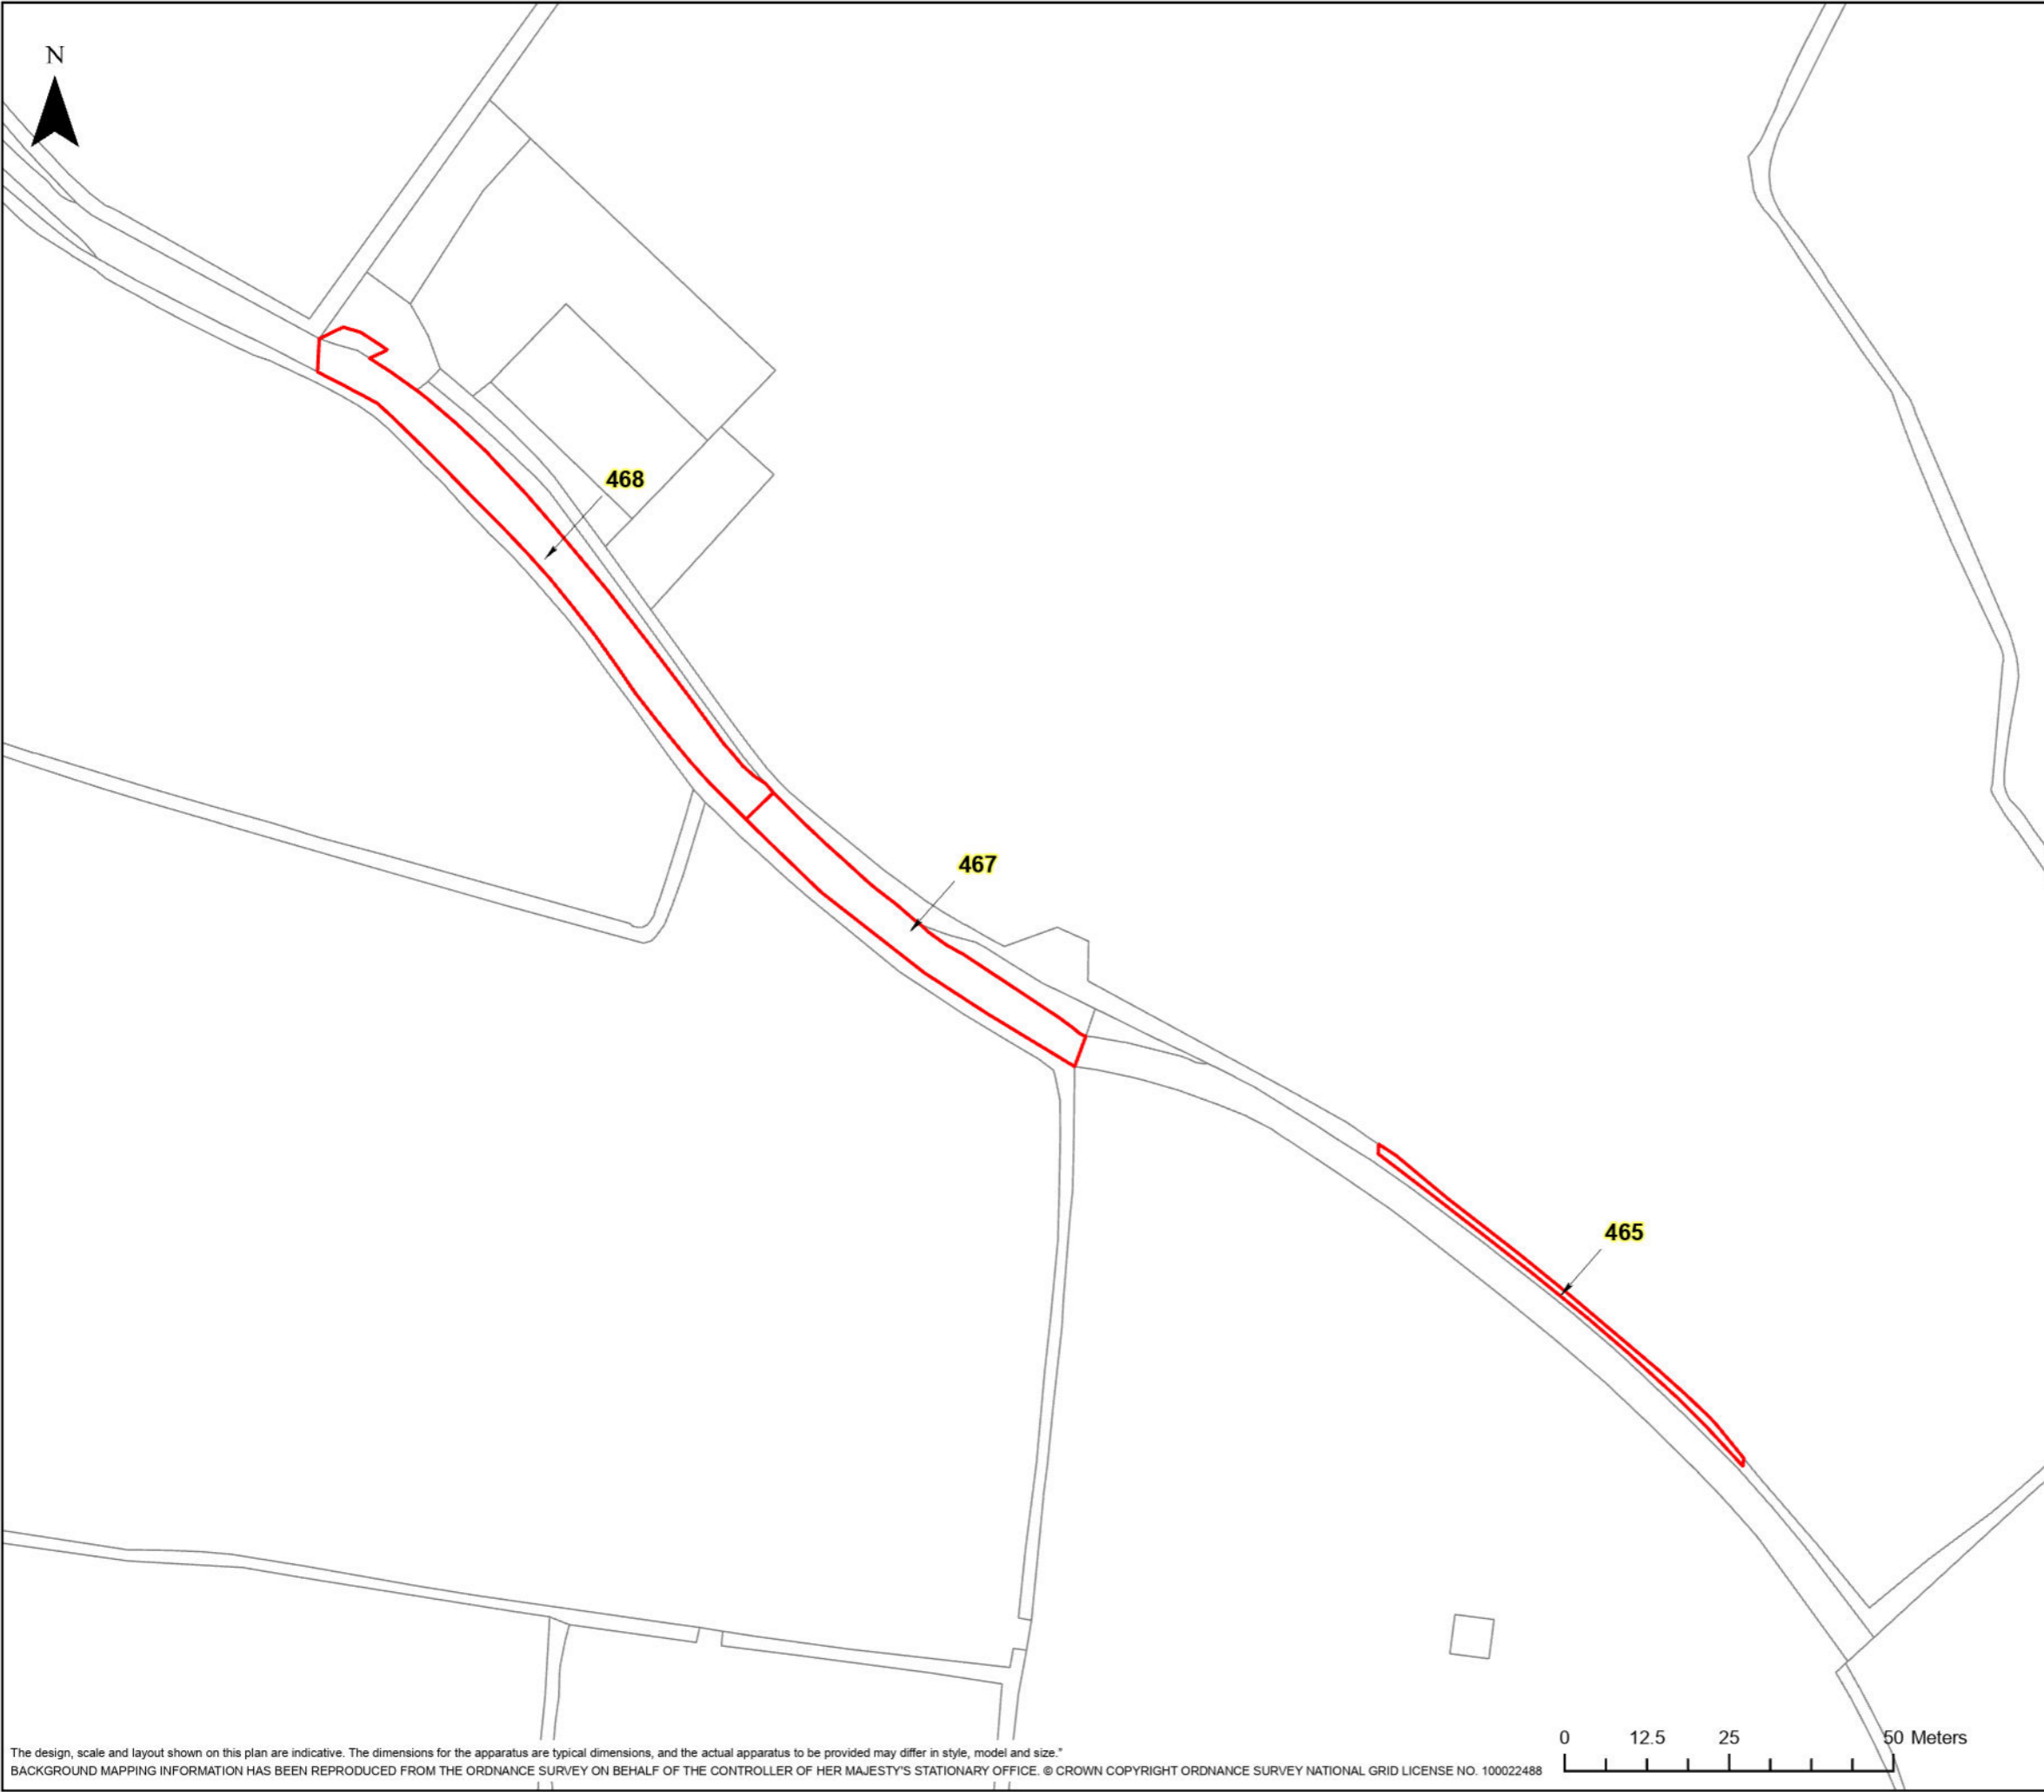 N
468
467
465
0 12.5 25 50 Meters
The design, scale and layout shown on this plan are indicative. The dimensions for the apparatus are typical dimensions, and the actual apparatus to be provided may differ in style, model and size."
BACKGROUND MAPPING INFORMATION HAS BEEN REPRODUCED FROM THE ORDNANCE SURVEY ON BEHALF OF THE CONTROLLER OF HER MAJESTY'S STATIONARY OFFICE. © CROWN COPYRIGHT ORDNANCE SURVEY NATIONAL GRID LICENSE NO. 100022488